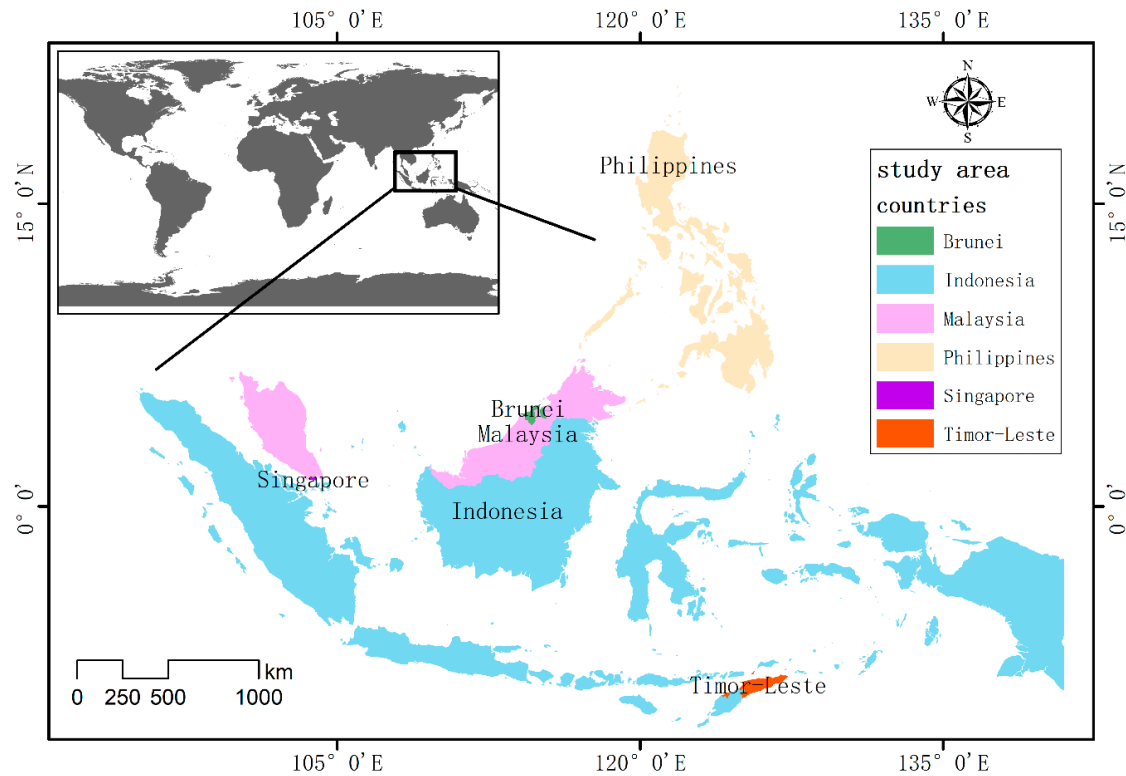 105° 0'E 120° 0'E 135° 0'E
N
W E
S
Philippines
study area
countries
Brunei
Indonesia
Malaysia
Philippines
Singapore
Timor-Leste
15° 0'N
15° 0'N
Brunei
Malaysia
Singapore
Indonesia
0° 0'
0° 0'
Timor-Leste
km
0 250 500 1000
105° 0'E 120° 0'E 135° 0'E